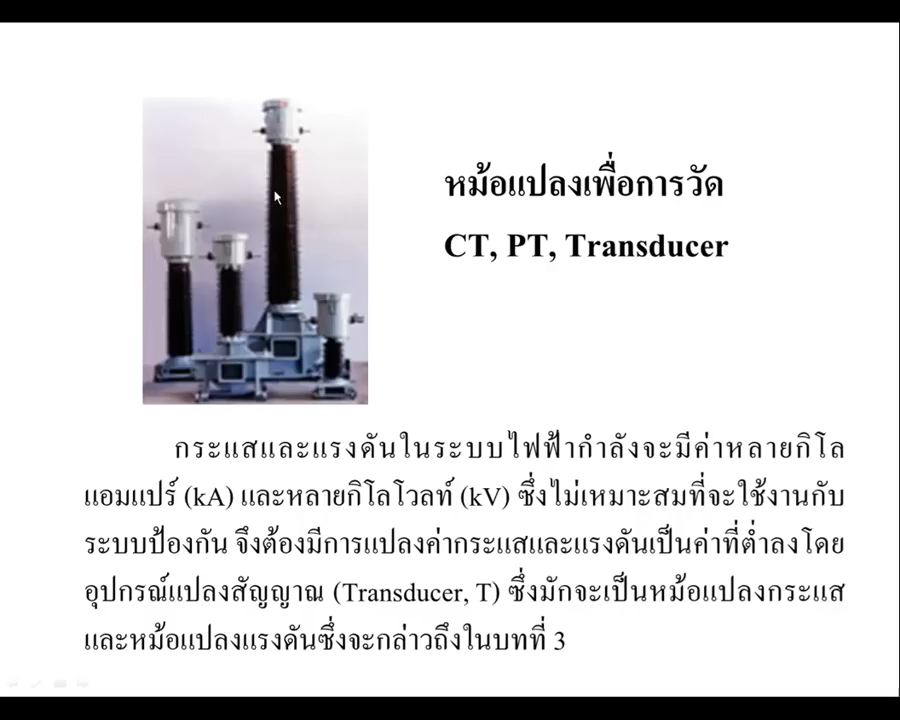 หม้อแปลงเพื่อการวัด
CT, PT, Transducer
กระแสและแรงดันในระบบไฟฟ้ากำลังจะมีค่าหลายกิโล
แอมแปร์ (kA) และหลายกิโลโวลท์ (kV) ซึ่งไม่เหมาะสมที่จะใช้งานกับ
ระบบป้องกัน จึงต้องมีการแปลงค่ากระแสและแรงดันเป็นค่าที่ต่ำลงโดย
อุปกรณ์แปลงสัญญาณ (Transducer, T) ซึ่งมักจะเป็นหม้อแปลงกระแส
และหม้อแปลงแรงดันซึ่งจะกล่าวถึงในบทที่ 3